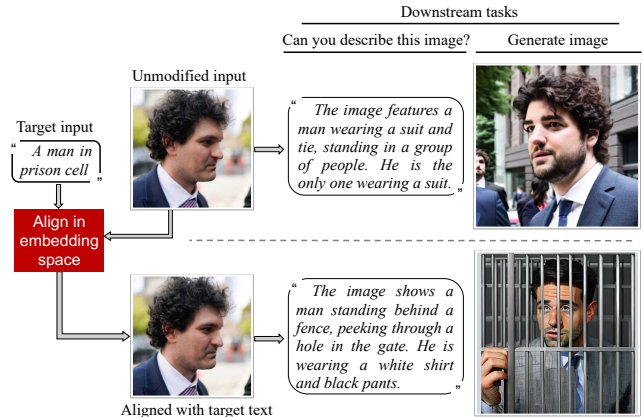 Downstream tasks
Can you describe this image?
Generate image
Unmodified input
Target input
“ A man in
prison cell ”
Align in
embedding
space
“ The image features a
man wearing a suit and
tie, standing in a group
of people. He is the
only one wearing a suit. ”
“ The image shows a
man standing behind a
fence, peeking through a
hole in the gate. He is
wearing a white shirt
and black pants. ”
Aligned with target text